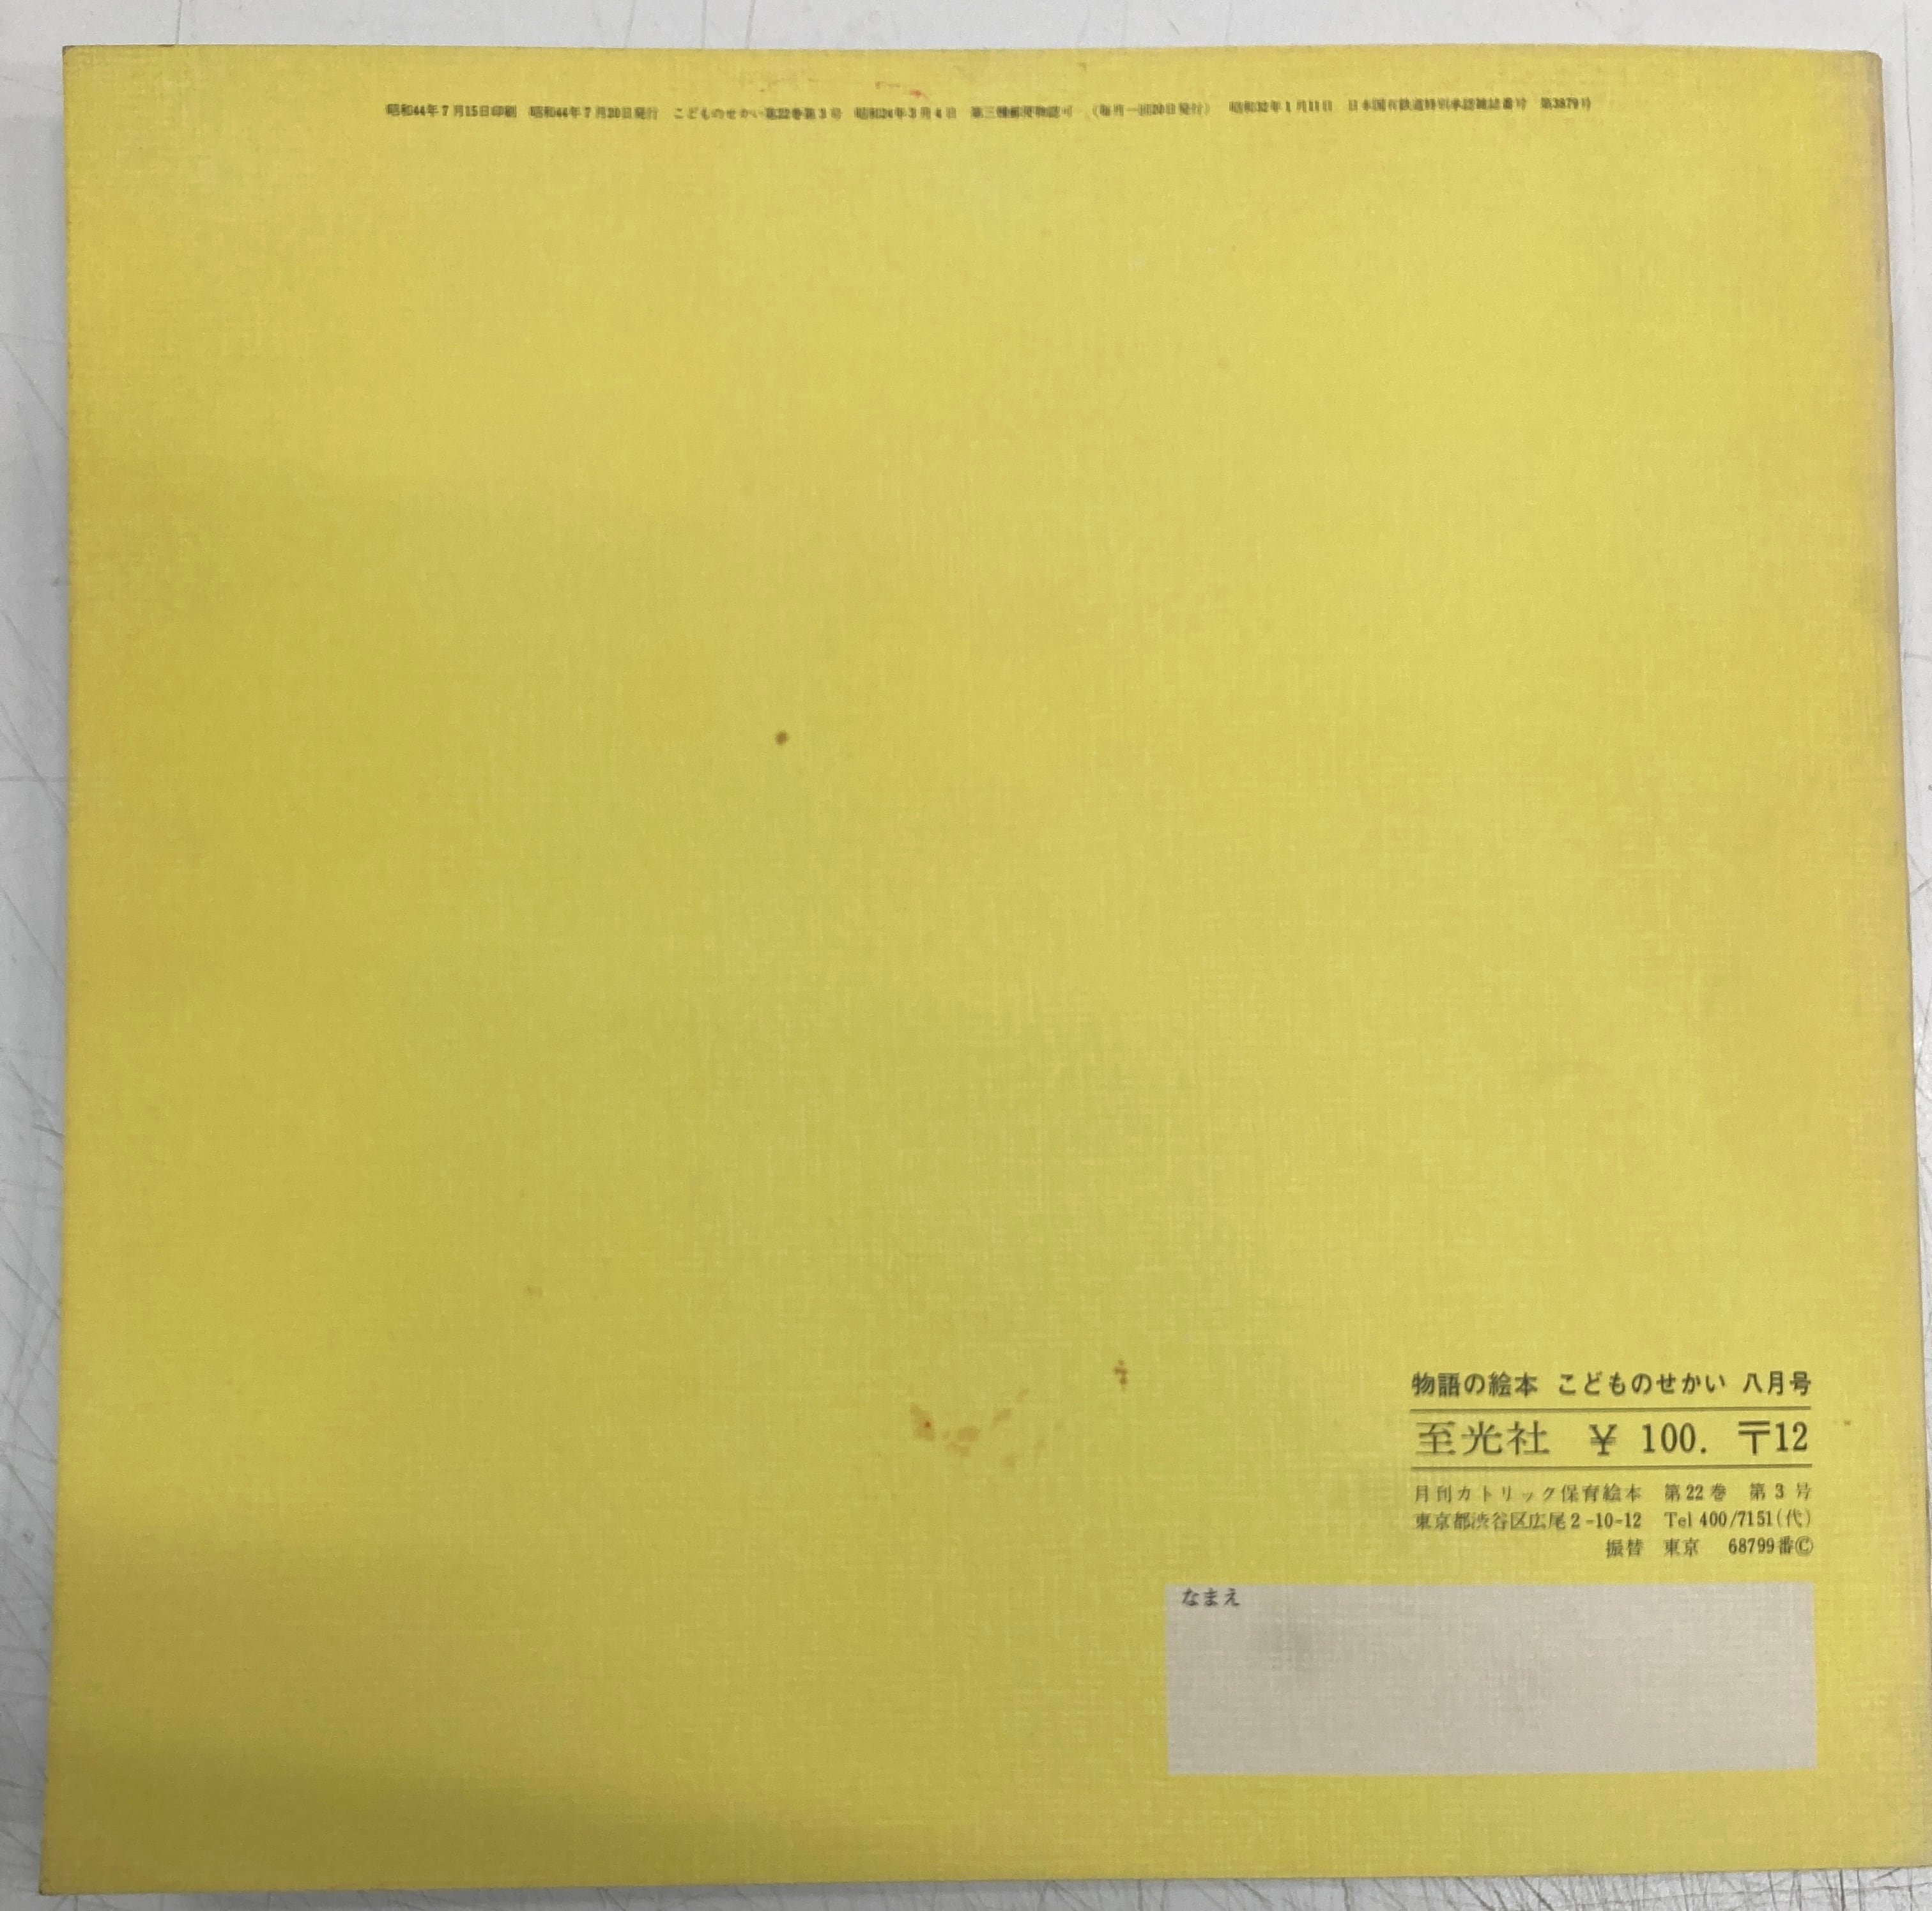 昭和44年7月15日印刷 昭和44年7月20日発行 こどものせかい第22巻第3号 昭和24年3月4日 第三種郵便物認可 (毎月一回20日発行) 昭和32年1月11日 日本国有鉄道特別承認雑誌番号 第3879号
物語の絵本 こどものせかい 八月号
至光社 ¥ 100. 〒12
月刊カトリック保育絵本 第22巻 第3号
東京都渋谷区広尾2-10-12 Tel 400/7151(代)
振替 東京 68799番©
なまえ